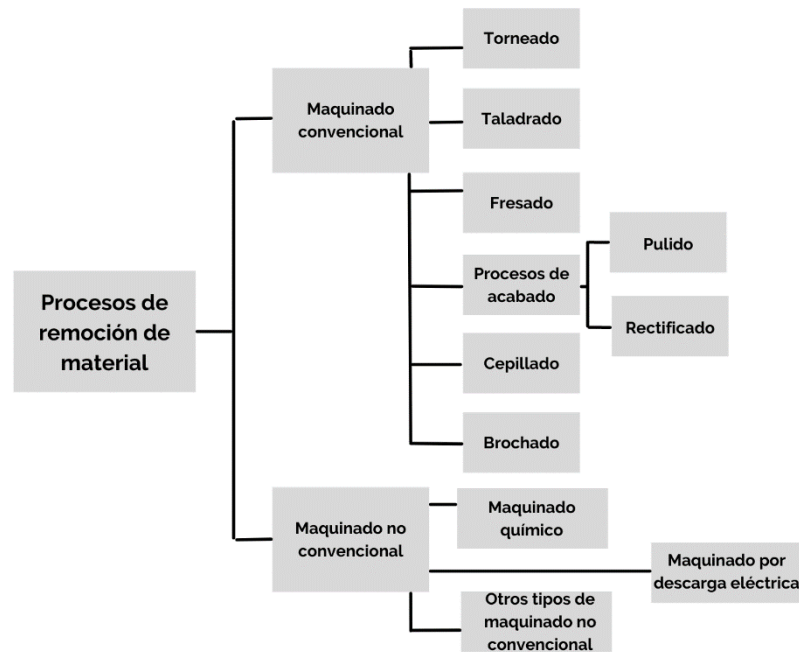 Torneado
Maquinado
convencional
Taladrado
Fresado
Pulido
Procesos de
acabado
Procesos de
remoción de
material
Rectificado
Cepillado
Brochado
Maquinado
químico
Maquinado no
convencional
Maquinado por
descarga eléctrica
Otros tipos de
maquinado no
convencional